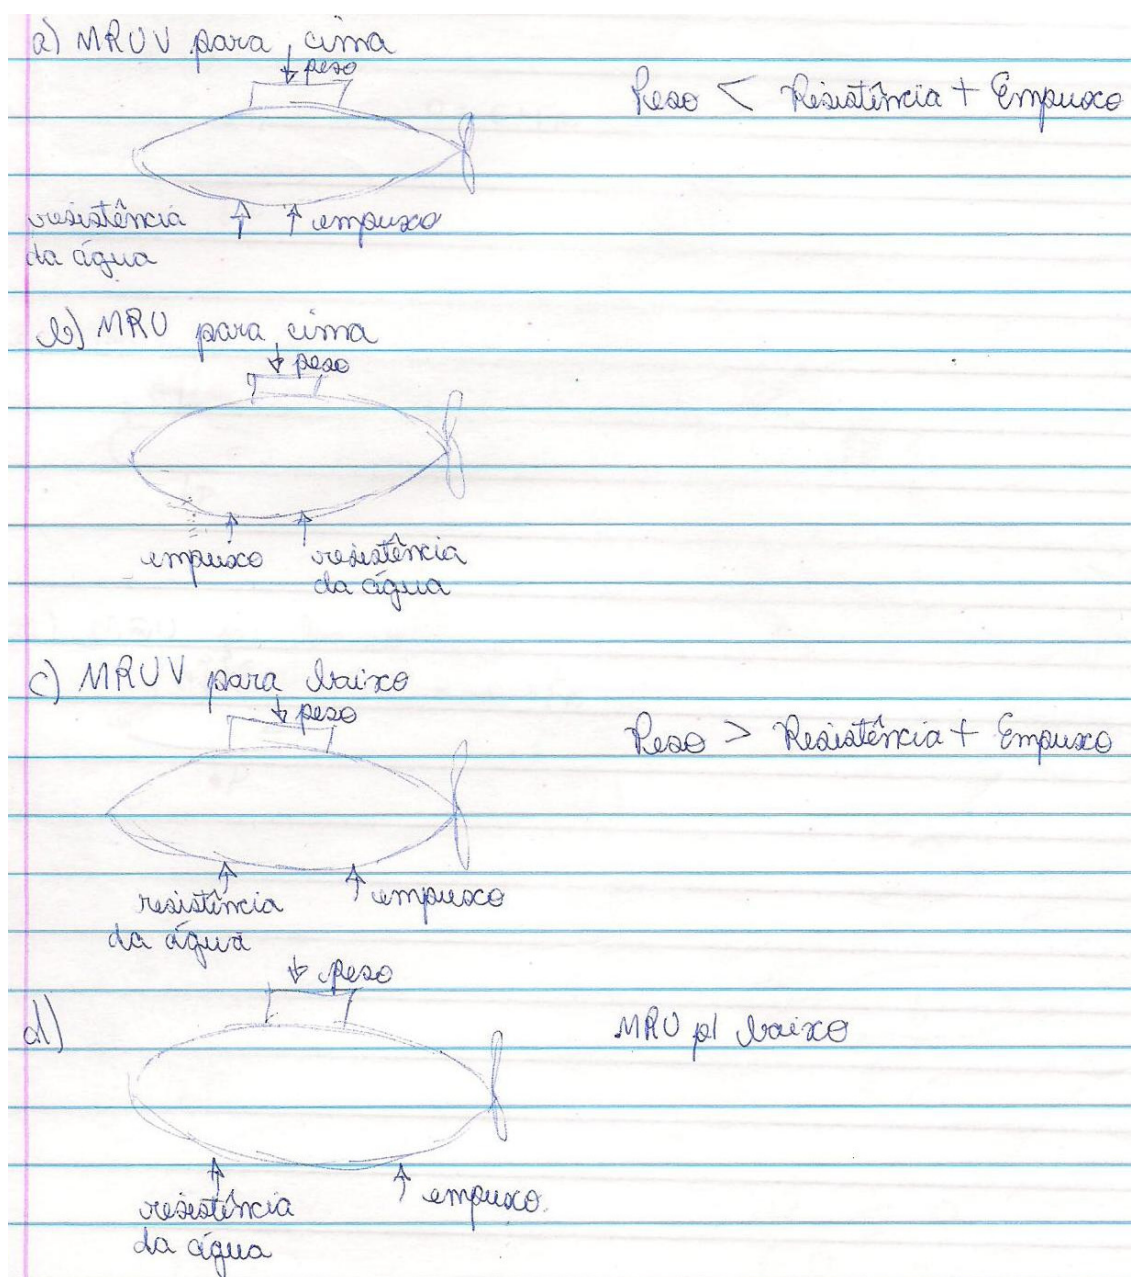 a) MRUV para cima
peso
Peso < Resistência + Empuxo
resistência
da água
empuxo
b) MRU para cima
peso
empuxo
resistência
da água
c) MRUV para baixo
peso
Peso > Resistência + Empuxo
resistência
da água
empuxo
peso
d)
MRU p/ baixo
resistência
da água
empuxo.